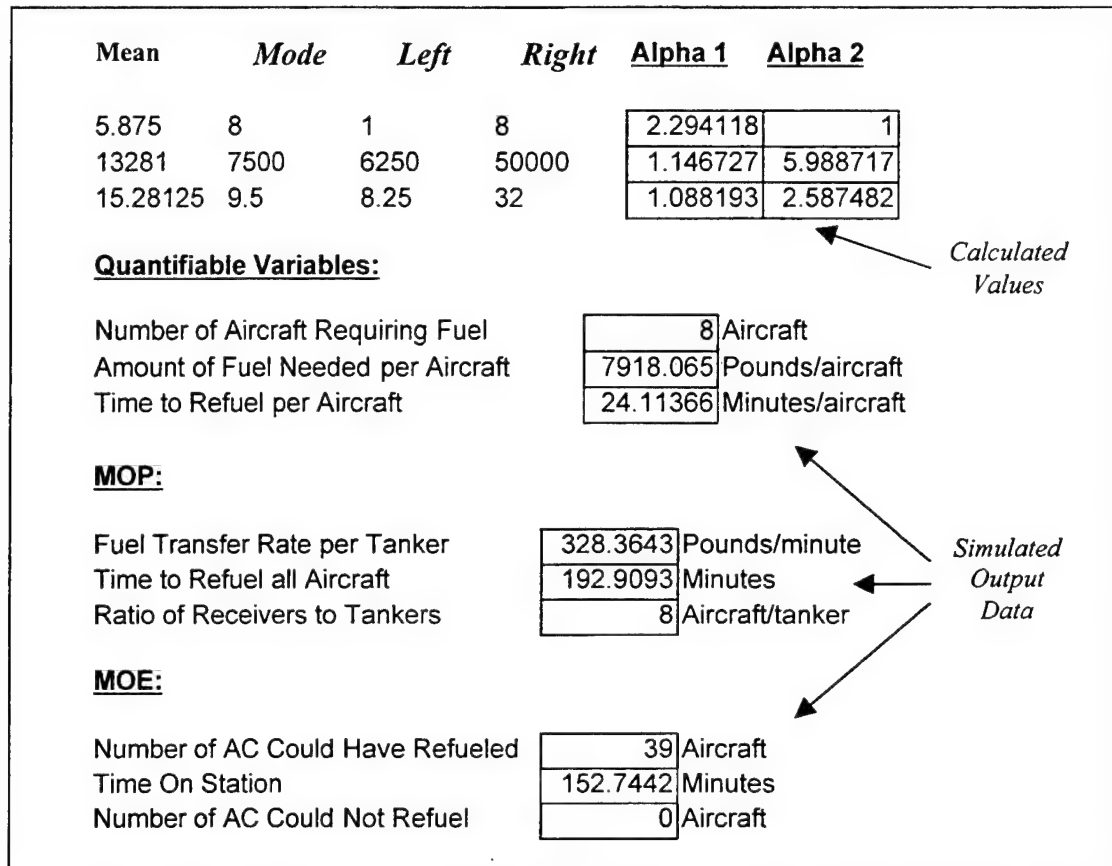 Mean Mode Left Right Alpha 1 Alpha 2
5.875 8 1 8 2.294118 1
13281 7500 6250 50000 1.146727 5.988717
15.28125 9.5 8.25 32 1.088193 2.587482
Calculated
Values
Quantifiable Variables:
Number of Aircraft Requiring Fuel 8 Aircraft
Amount of Fuel Needed per Aircraft 7918.065 Pounds/aircraft
Time to Refuel per Aircraft 24.11366 Minutes/aircraft
MOP:
Fuel Transfer Rate per Tanker 328.3643 Pounds/minute
Time to Refuel all Aircraft 192.9093 Minutes
Ratio of Receivers to Tankers 8 Aircraft/tanker
Simulated
Output
Data
MOE:
Number of AC Could Have Refueled 39 Aircraft
Time On Station 152.7442 Minutes
Number of AC Could Not Refuel 0 Aircraft